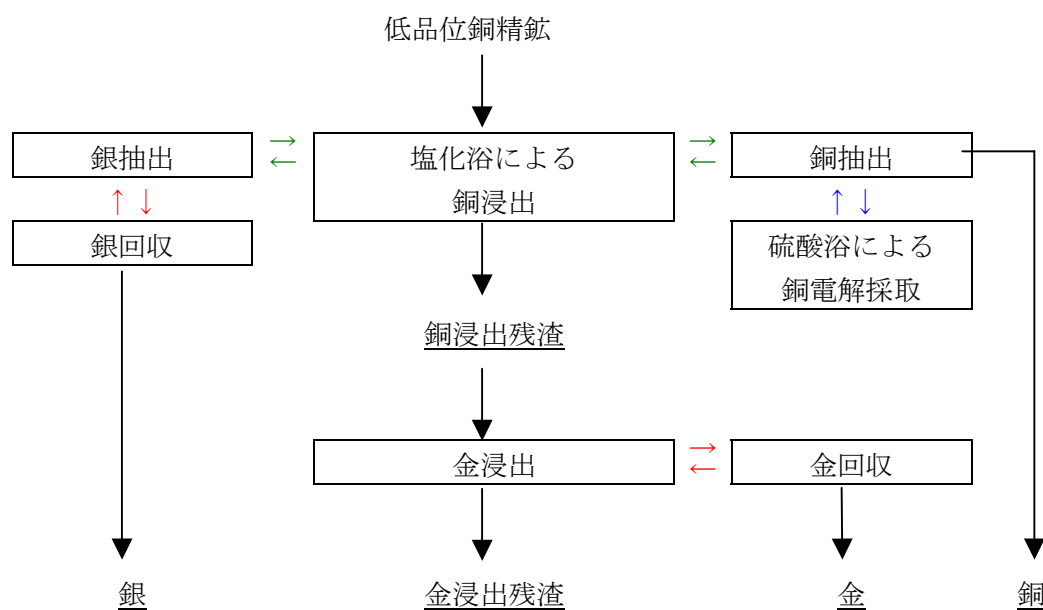 低品位銅精鉱
銀抽出
→
←
塩化浴による
銅浸出
→
←
銅抽出
↑ ↓
銀回収
↑ ↓
硫酸浴による
銅電解採取
銅浸出残渣
金浸出
→
←
金回収
銀
金浸出残渣
金
銅